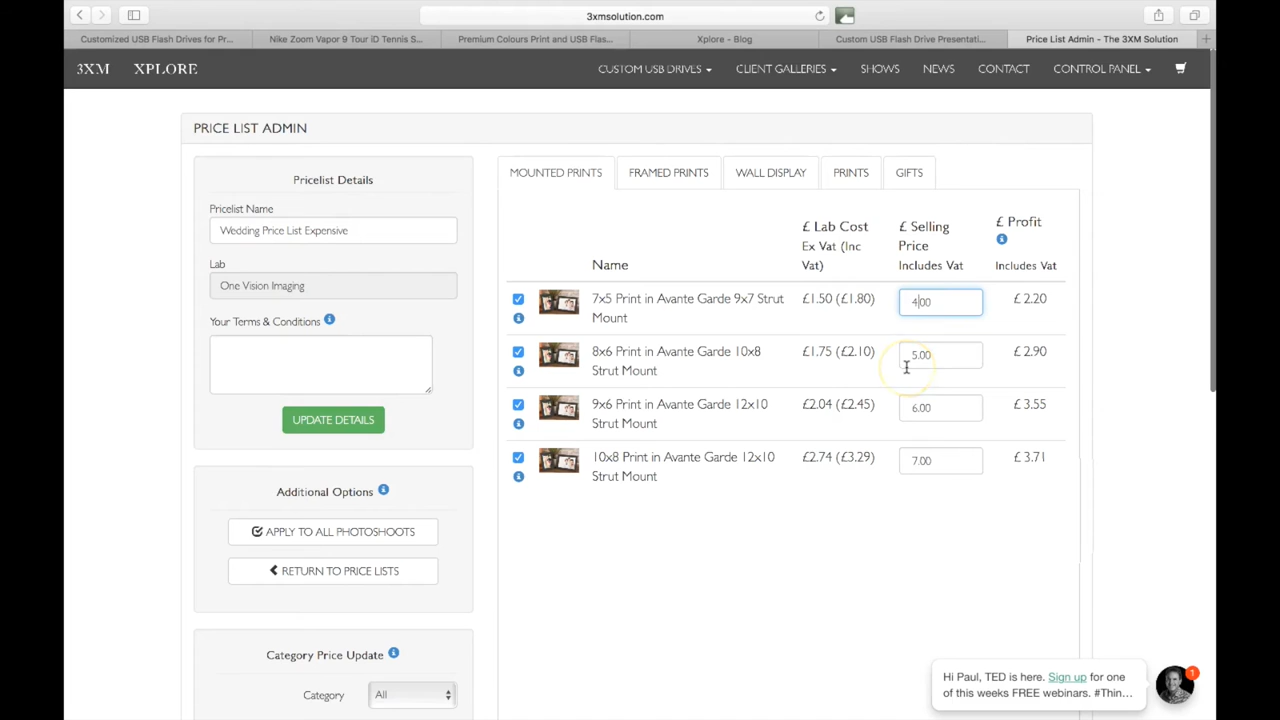 3xmsolution.com
Customized USB Flash Drives for Pr...
Nike Zoom Vapor 9 Tour iD Tennis S...
Premium Colours Print and USB Flas...
Xplore - Blog
Custom USB Flash Drive Presentati...
Price List Admin - The 3XM Solution
3XM XPLORE
CUSTOM USB DRIVES
CLIENT GALLERIES
SHOWS
NEWS
CONTACT
CONTROL PANEL
PRICE LIST ADMIN
Pricelist Details
Pricelist Name
Wedding Price List Expensive
Lab
One Vision Imaging
Your Terms & Conditions
UPDATE DETAILS
Additional Options
APPLY TO ALL PHOTOSHOOTS
RETURN TO PRICE LISTS
Category Price Update
Category All
MOUNTED PRINTS
FRAMED PRINTS
WALL DISPLAY
PRINTS
GIFTS
Name
£ Lab Cost
Ex Vat (Inc
Vat)
£ Selling
Price
Includes Vat
£ Profit
Includes Vat
7x5 Print in Avante Garde 9x7 Strut
Mount
£1.50 (£1.80)
4.00
£ 2.20
8x6 Print in Avante Garde 10x8
Strut Mount
£1.75 (£2.10)
5.00
£ 2.90
9x6 Print in Avante Garde 12x10
Strut Mount
£2.04 (£2.45)
6.00
£ 3.55
10x8 Print in Avante Garde 12x10
Strut Mount
£2.74 (£3.29)
7.00
£ 3.71
Hi Paul, TED is here. Sign up for one
of this weeks FREE webinars. #Thin...
1